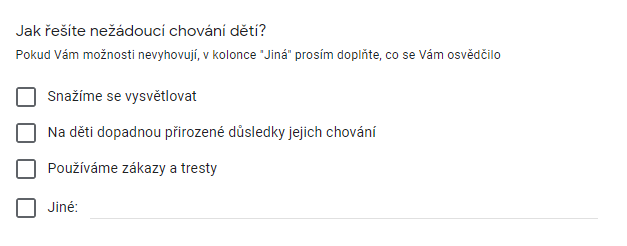 Jak řešíte nežádoucí chování dětí?
Pokud Vám možnosti nevyhovují, v kolonce "Jiná" prosím doplňte, co se Vám osvědčilo
Snažíme se vysvětlovat
Na děti dopadnou přirozené důsledky jejich chování
Používáme zákazy a tresty
Jiné: